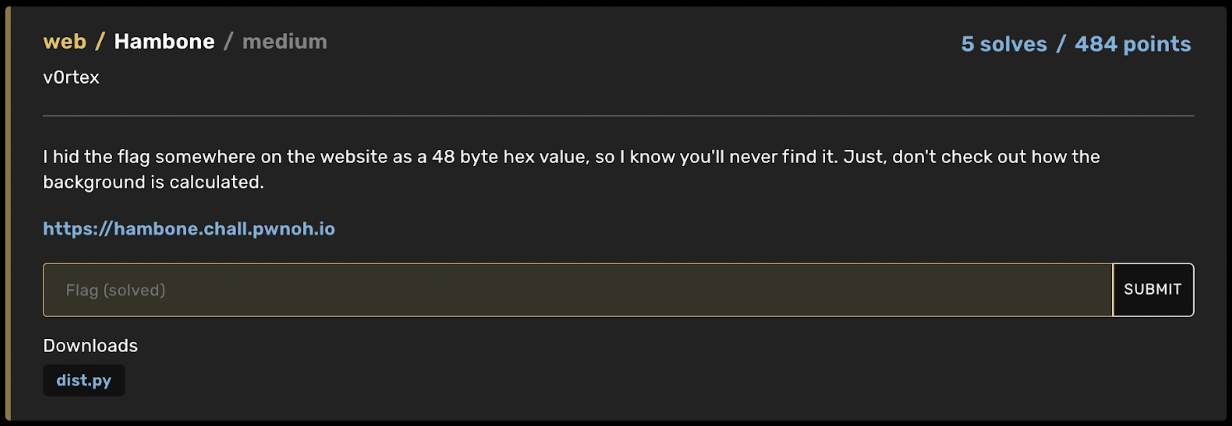 web / Hambone / medium
5 solves / 484 points
v0rtex
I hid the flag somewhere on the website as a 48 byte hex value, so I know you'll never find it. Just, don't check out how the
background is calculated.
https://hambone.chall.pwnoh.io
Flag (solved)
SUBMIT
Downloads
dist.py